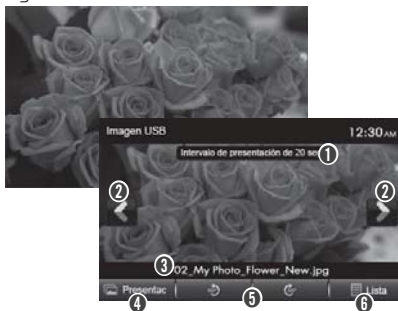 Imagen USB 12:30AM
Intervalo de presentación de 20 se ①
② ②
③ 02_My Photo_Flower_New.jpg
Presentac Lista
④ ⑤ ⑥